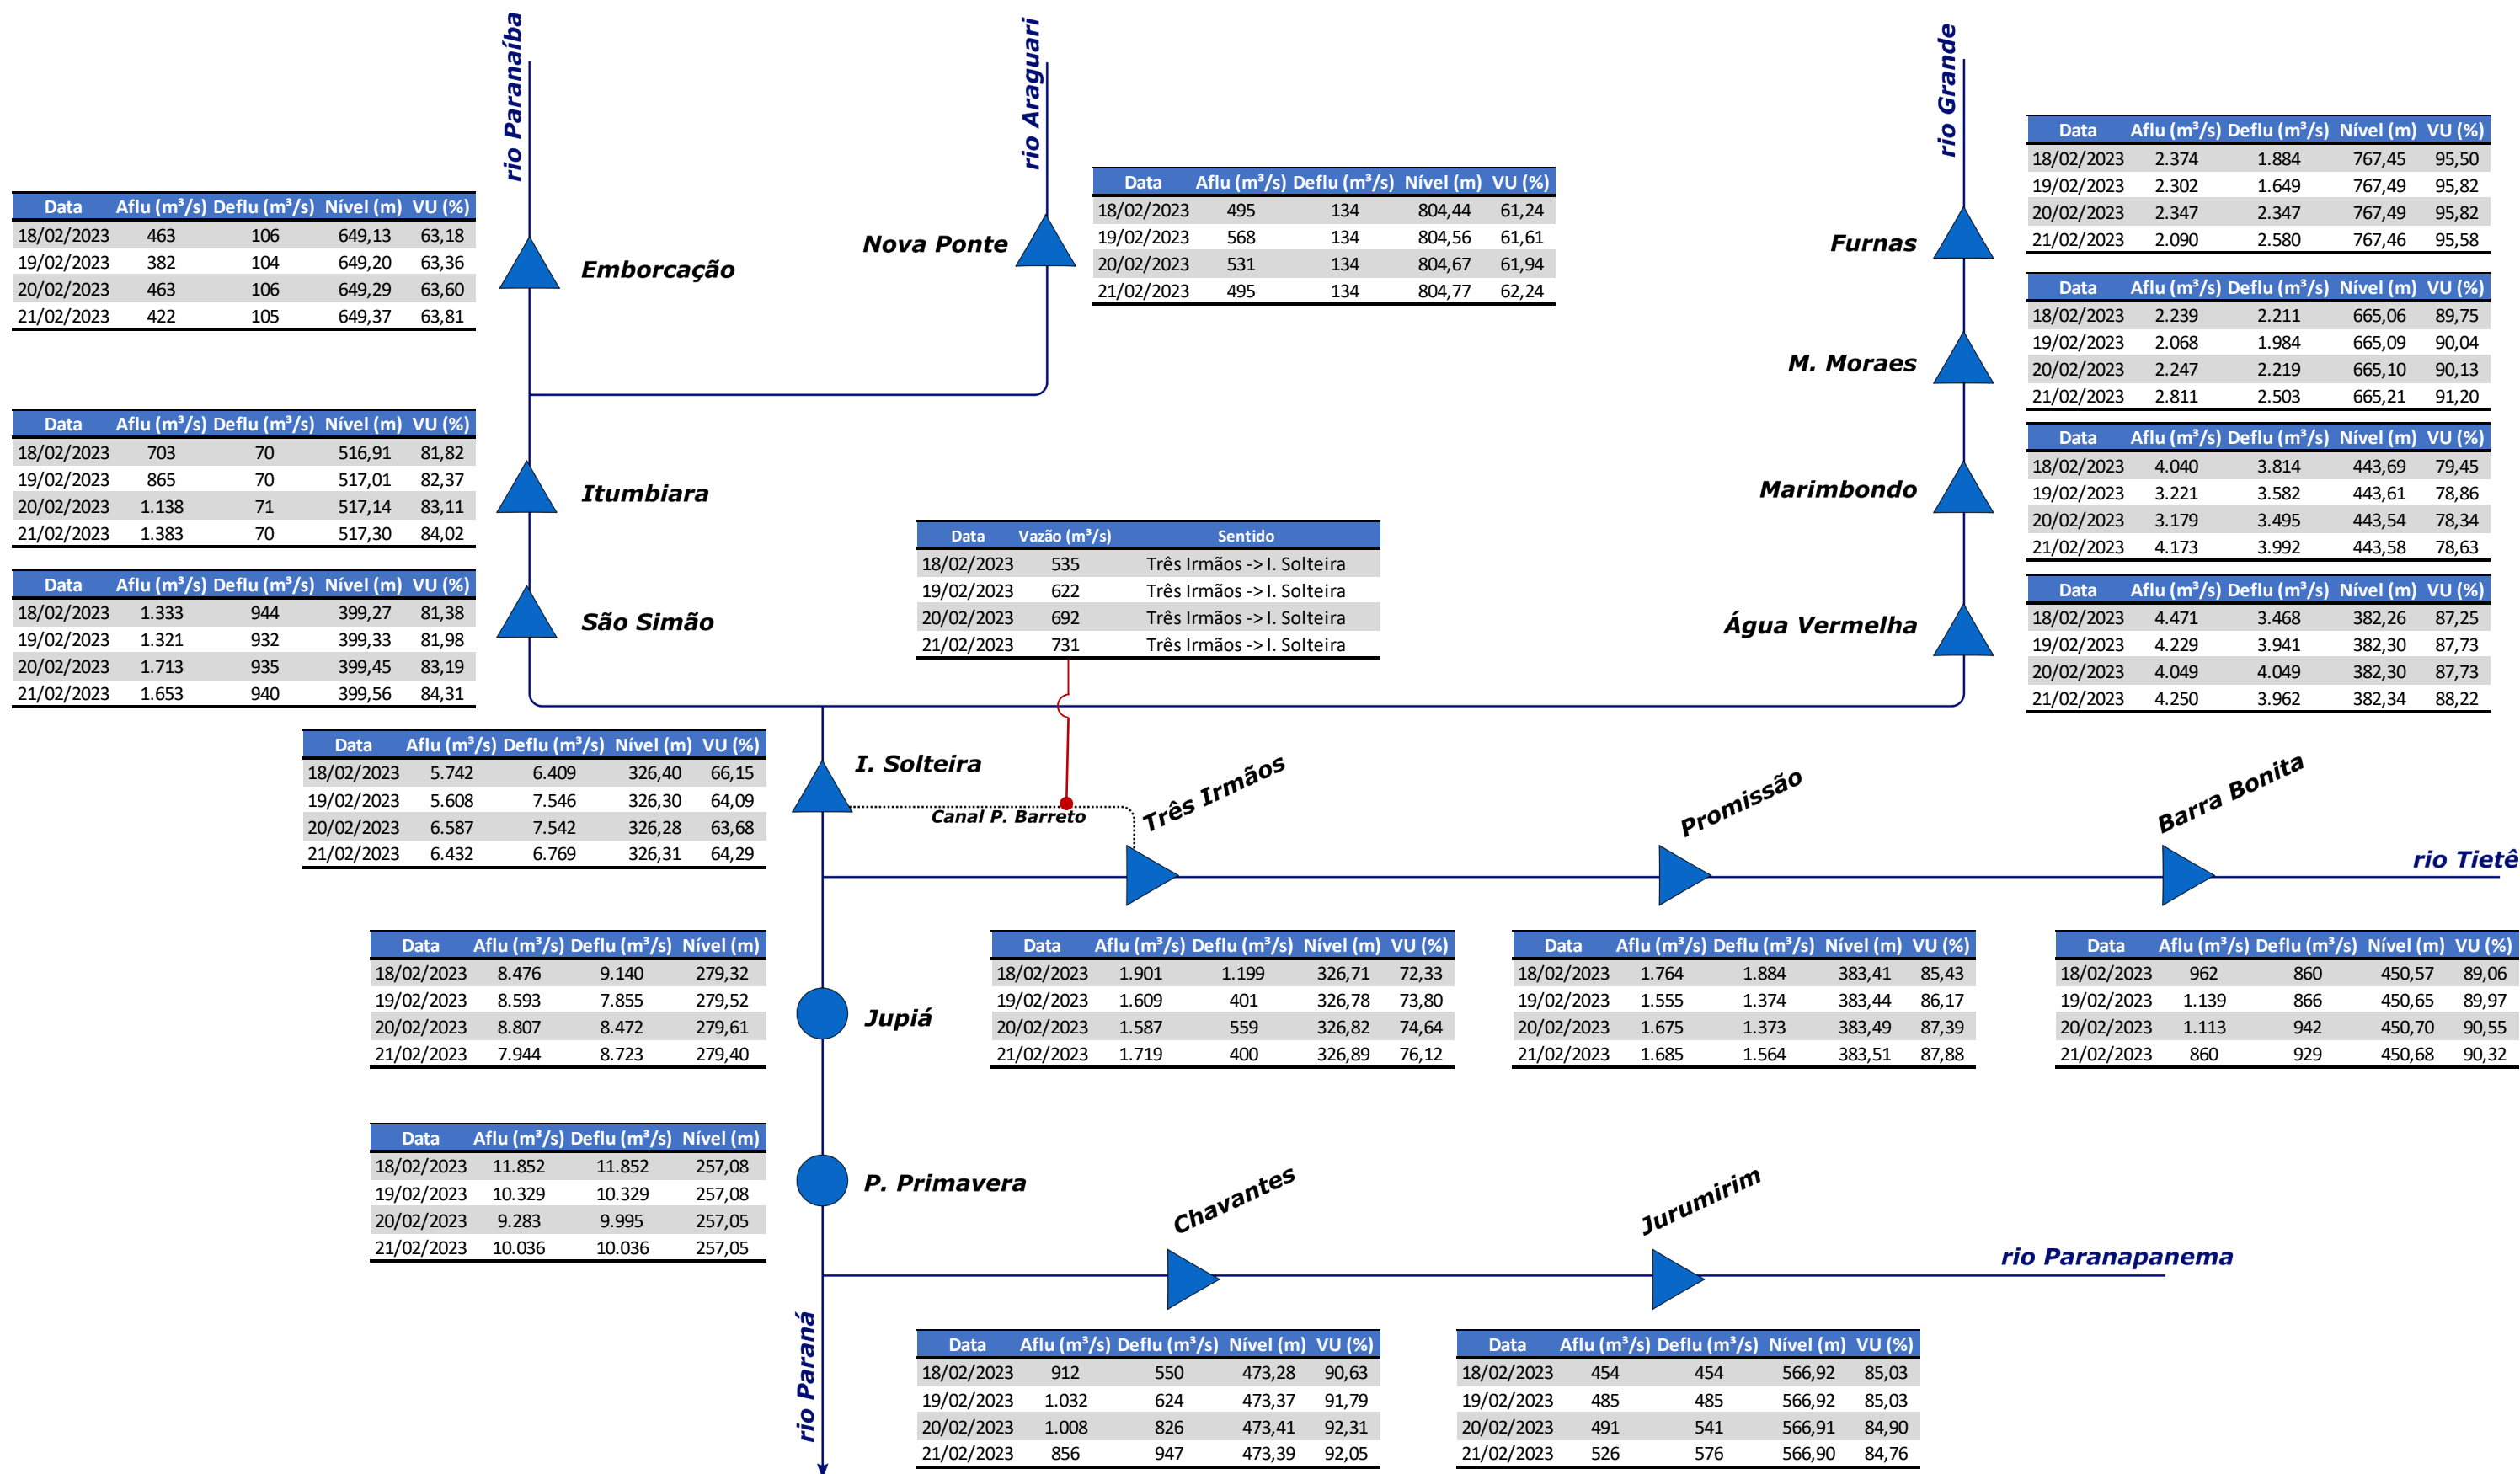 rio Paranaíba
rio Araguari
rio Grande
Data Aflu (m³/s) Deflu (m³/s) Nível (m) VU (%)
18/02/2023 2.374 1.884 767,45 95,50
19/02/2023 2.302 1.649 767,49 95,82
20/02/2023 2.347 2.347 767,49 95,82
21/02/2023 2.090 2.580 767,46 95,58
Furnas
Data Aflu (m³/s) Deflu (m³/s) Nível (m) VU (%)
18/02/2023 495 134 804,44 61,24
19/02/2023 568 134 804,56 61,61
20/02/2023 531 134 804,67 61,94
21/02/2023 495 134 804,77 62,24
Nova Ponte
Data Aflu (m³/s) Deflu (m³/s) Nível (m) VU (%)
18/02/2023 463 106 649,13 63,18
19/02/2023 382 104 649,20 63,36
20/02/2023 463 106 649,29 63,60
21/02/2023 422 105 649,37 63,81
Emborcação
Data Aflu (m³/s) Deflu (m³/s) Nível (m) VU (%)
18/02/2023 2.239 2.211 665,06 89,75
19/02/2023 2.068 1.984 665,09 90,04
20/02/2023 2.247 2.219 665,10 90,13
21/02/2023 2.811 2.503 665,21 91,20
M. Moraes
Data Aflu (m³/s) Deflu (m³/s) Nível (m) VU (%)
18/02/2023 703 70 516,91 81,82
19/02/2023 865 70 517,01 82,37
20/02/2023 1.138 71 517,14 83,11
21/02/2023 1.383 70 517,30 84,02
Itumbiara
Data Aflu (m³/s) Deflu (m³/s) Nível (m) VU (%)
18/02/2023 4.040 3.814 443,69 79,45
19/02/2023 3.221 3.582 443,61 78,86
20/02/2023 3.179 3.495 443,54 78,34
21/02/2023 4.173 3.992 443,58 78,63
Marimbondo
Data Vazão (m³/s) Sentido
18/02/2023 535 Três Irmãos -> I. Solteira
19/02/2023 622 Três Irmãos -> I. Solteira
20/02/2023 692 Três Irmãos -> I. Solteira
21/02/2023 731 Três Irmãos -> I. Solteira
Data Aflu (m³/s) Deflu (m³/s) Nível (m) VU (%)
18/02/2023 1.333 944 399,27 81,38
19/02/2023 1.321 932 399,33 81,98
20/02/2023 1.713 935 399,45 83,19
21/02/2023 1.653 940 399,56 84,31
São Simão
Data Aflu (m³/s) Deflu (m³/s) Nível (m) VU (%)
18/02/2023 4.471 3.468 382,26 87,25
19/02/2023 4.229 3.941 382,30 87,73
20/02/2023 4.049 4.049 382,30 87,73
21/02/2023 4.250 3.962 382,34 88,22
Água Vermelha
Data Aflu (m³/s) Deflu (m³/s) Nível (m) VU (%)
18/02/2023 5.742 6.409 326,40 66,15
19/02/2023 5.608 7.546 326,30 64,09
20/02/2023 6.587 7.542 326,28 63,68
21/02/2023 6.432 6.769 326,31 64,29
I. Solteira
Canal P. Barreto
Três Irmãos
Promissão
Barra Bonita
rio Tietê
Data Aflu (m³/s) Deflu (m³/s) Nível (m)
18/02/2023 8.476 9.140 279,32
19/02/2023 8.593 7.855 279,52
20/02/2023 8.807 8.472 279,61
21/02/2023 7.944 8.723 279,40
Jupiá
Data Aflu (m³/s) Deflu (m³/s) Nível (m) VU (%)
18/02/2023 1.901 1.199 326,71 72,33
19/02/2023 1.609 401 326,78 73,80
20/02/2023 1.587 559 326,82 74,64
21/02/2023 1.719 400 326,89 76,12
Data Aflu (m³/s) Deflu (m³/s) Nível (m) VU (%)
18/02/2023 1.764 1.884 383,41 85,43
19/02/2023 1.555 1.374 383,44 86,17
20/02/2023 1.675 1.373 383,49 87,39
21/02/2023 1.685 1.564 383,51 87,88
Data Aflu (m³/s) Deflu (m³/s) Nível (m) VU (%)
18/02/2023 962 860 450,57 89,06
19/02/2023 1.139 866 450,65 89,97
20/02/2023 1.113 942 450,70 90,55
21/02/2023 860 929 450,68 90,32
Data Aflu (m³/s) Deflu (m³/s) Nível (m)
18/02/2023 11.852 11.852 257,08
19/02/2023 10.329 10.329 257,08
20/02/2023 9.283 9.995 257,05
21/02/2023 10.036 10.036 257,05
P. Primavera
Chavantes
Jurumirim
rio Paranapanema
rio Paraná
Data Aflu (m³/s) Deflu (m³/s) Nível (m) VU (%)
18/02/2023 912 550 473,28 90,63
19/02/2023 1.032 624 473,37 91,79
20/02/2023 1.008 826 473,41 92,31
21/02/2023 856 947 473,39 92,05
Data Aflu (m³/s) Deflu (m³/s) Nível (m) VU (%)
18/02/2023 454 454 566,92 85,03
19/02/2023 485 485 566,92 85,03
20/02/2023 491 541 566,91 84,90
21/02/2023 526 576 566,90 84,76